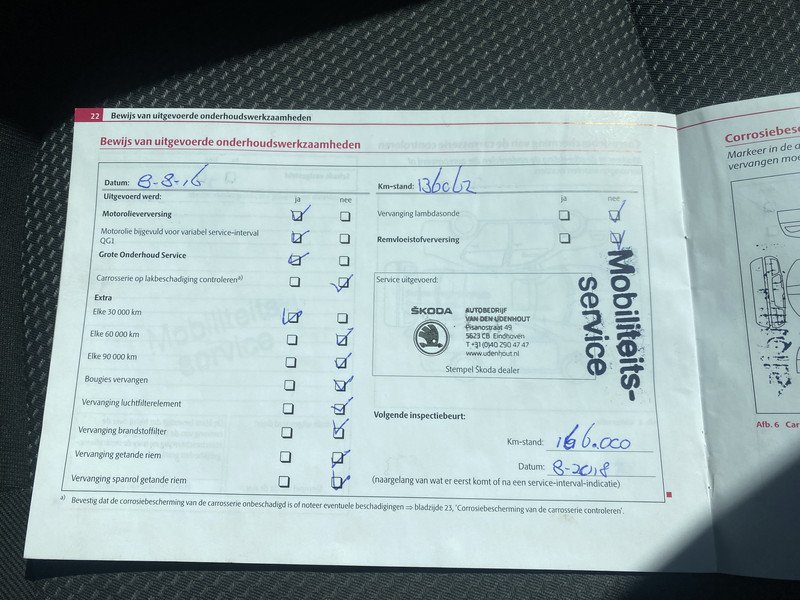 22 Bewijs van uitgevoerde onderhoudswerkzaamheden
Bewijs van uitgevoerde onderhoudswerkzaamheden
Datum: 8-8-16
Km-stand: 136062
Uitgevoerd werd: ja nee
ja nee
Motorolieverversing
Vervanging lambdasonde
Motorolie bijgevuld voor variabel service-interval
QG1
Remvloeistofverversing
Grote Onderhoud Service
Carrosserie op lakbeschadiging controleren a)
Service uitgevoerd:
Mobiliteits-
service
Extra
Elke 30 000 km
Elke 60 000 km
Elke 90 000 km
Bougies vervangen
Vervanging luchtfilterelement
Vervanging brandstoffilter
Vervanging getande riem
Vervanging spanrol getande riem
ŠKODA
AUTOBEDRIJF
VAN DEN UDENHOUT
Pisanostraat 49
5623 CB Eindhoven
T +31 (0)40 290 47 47
www.udenhout.nl
Stempel Škoda dealer
Volgende inspectiebeurt:
Km-stand: 166.000
Datum: 8-2018
(naargelang van wat er eerst komt of na een service-interval-indicatie)
a) Bevestig dat de corrosiebescherming van de carrosserie onbeschadigd is of noteer eventuele beschadigingen ⇒ bladzijde 23, 'Corrosiebescherming van de carrosserie controleren'.
Corrosiebesc
Markeer in de a
vervangen mo
Afb. 6 Car